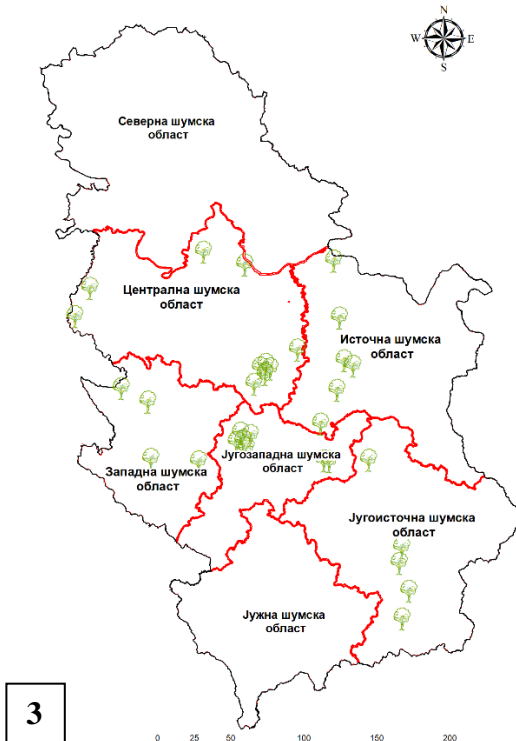 N
W E
S
Северна шумска
област
Централна шумска
област
Источна шумска
област
Југозападна шумска
област
Западна шумска
област
Југоисточна шумска
област
Јужна шумска
област
3
0 25 50 100 150 200